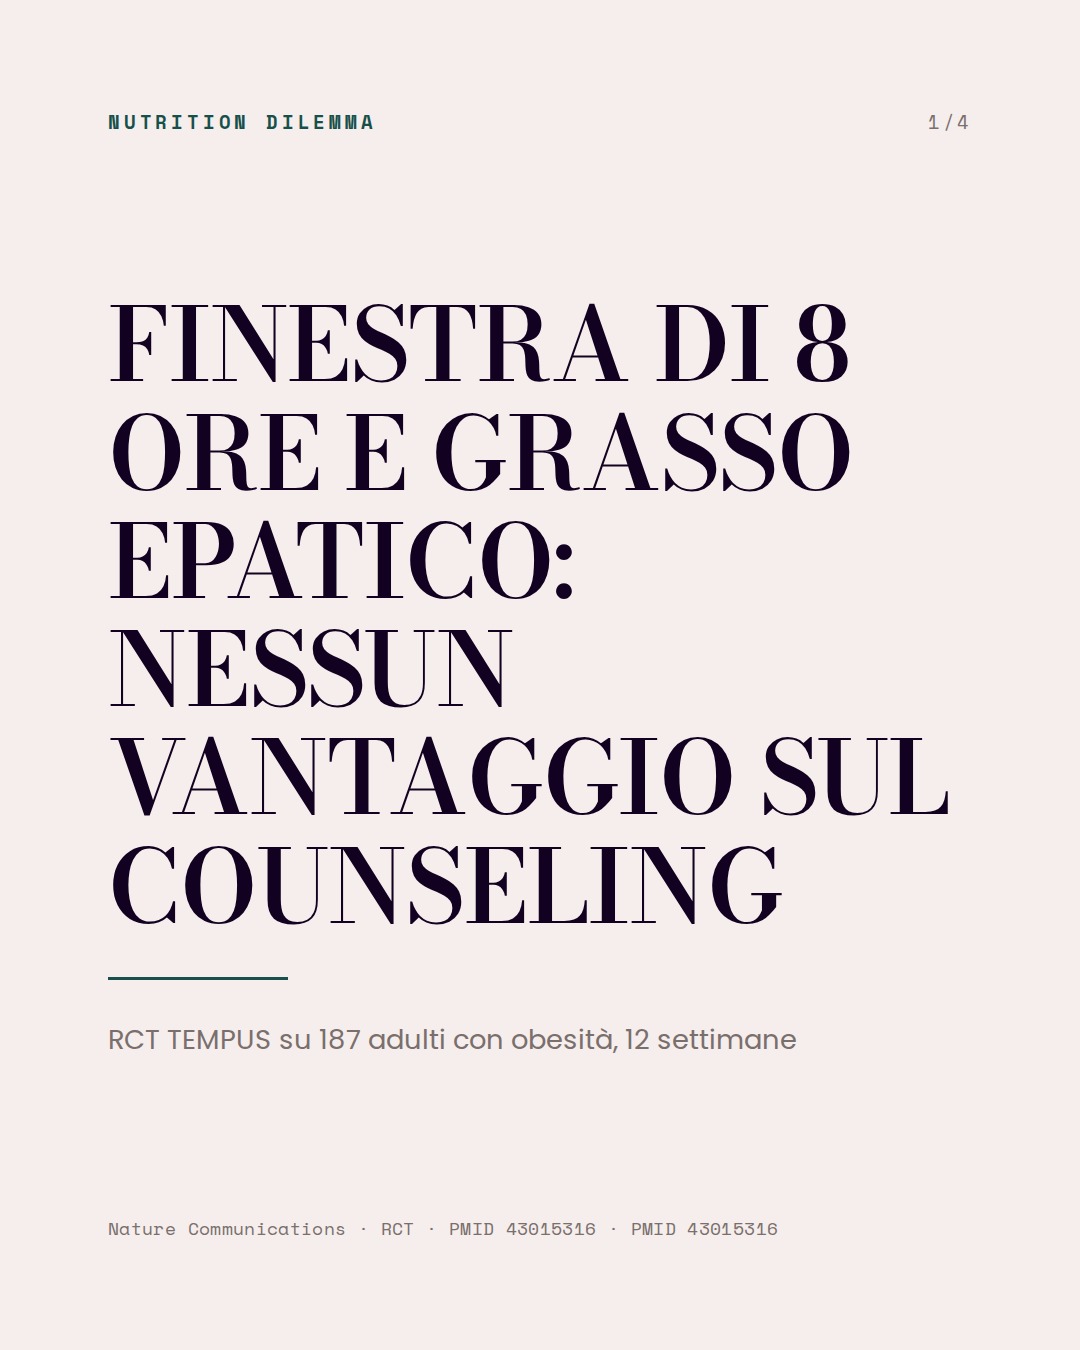 NUTRITION DILEMMA
1/4
FINESTRA DI 8
ORE E GRASSO
EPATICO:
NESSUN
VANTAGGIO SUL
COUNSELING
RCT TEMPUS su 187 adulti con obesità, 12 settimane
Nature Communications · RCT · PMID 43015316 · PMID 43015316